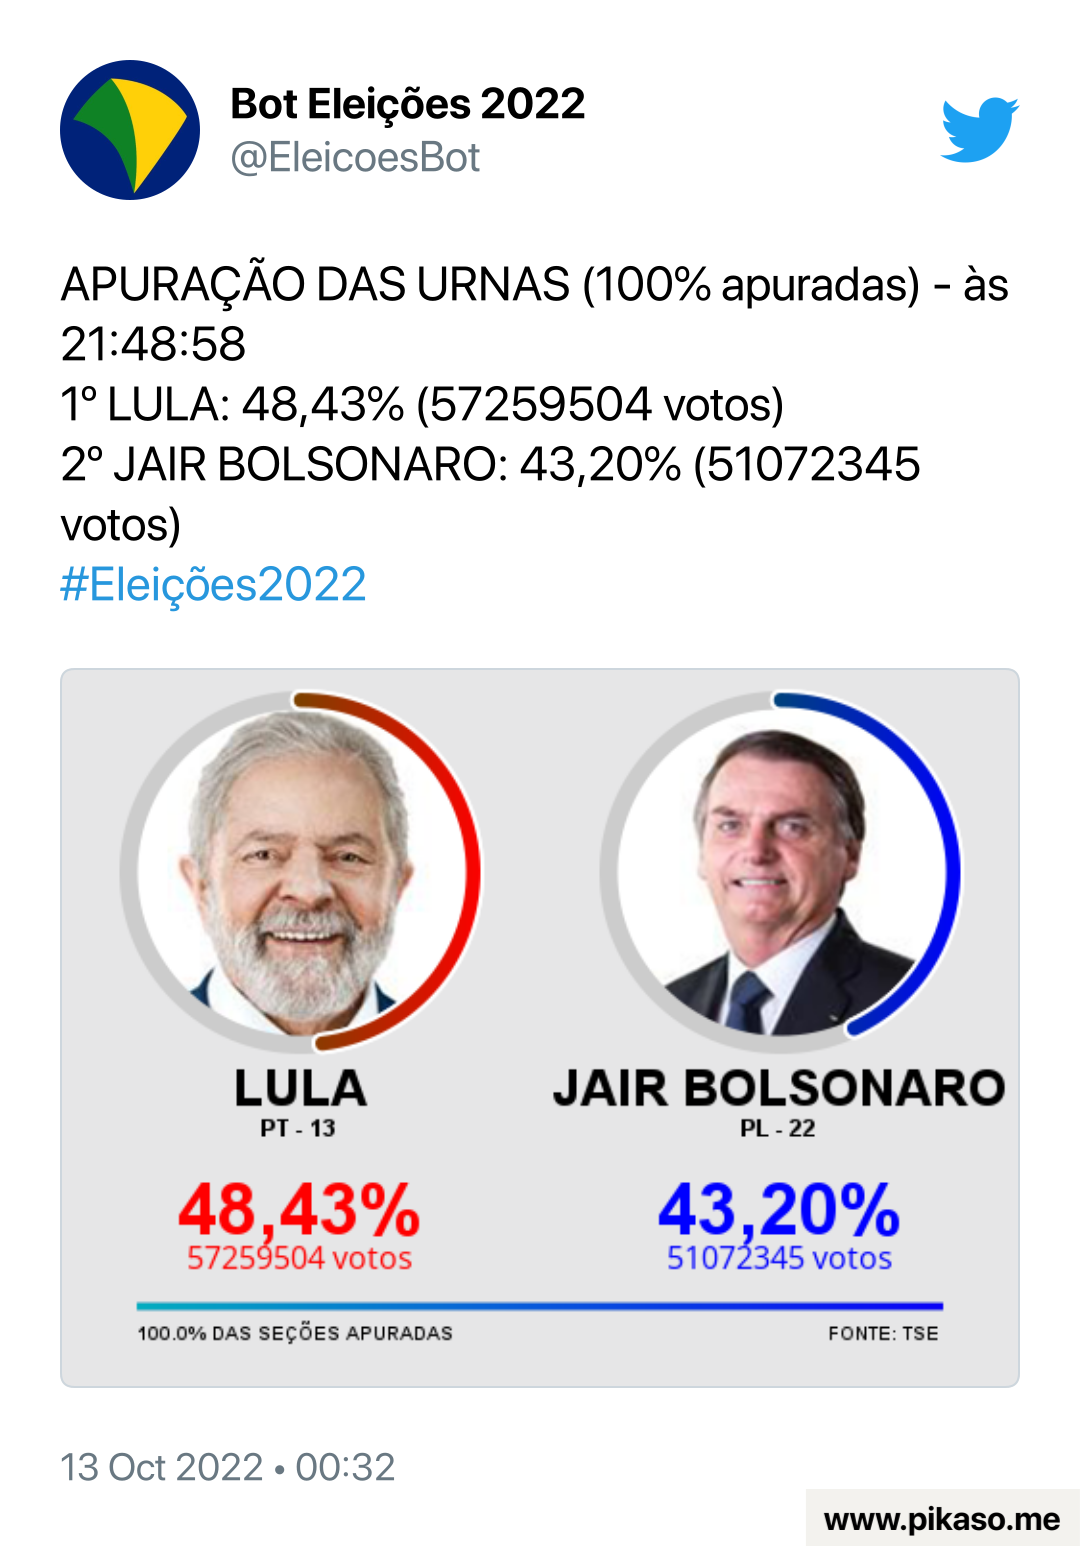 Bot Eleições 2022
@EleicoesBot
APURAÇÃO DAS URNAS (100% apuradas) - às
21:48:58
1º LULA: 48,43% (57259504 votos)
2º JAIR BOLSONARO: 43,20% (51072345
votos)
#Eleições2022
LULA
PT - 13
48,43%
57259504 votos
JAIR BOLSONARO
PL - 22
43,20%
51072345 votos
100.0% DAS SEÇÕES APURADAS
FONTE: TSE
13 Oct 2022 • 00:32
www.pikaso.me